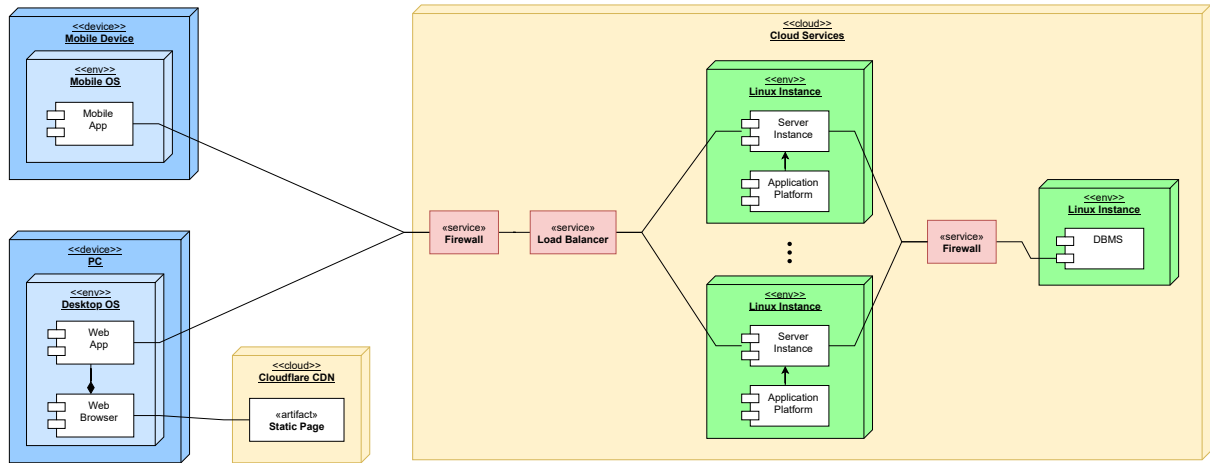 <<device>>
Mobile Device
<<env>>
Mobile OS
Mobile
App
<<device>>
PC
<<env>>
Desktop OS
Web
App
Web
Browser
<<cloud>>
Cloudflare CDN
«artifact»
Static Page
<<cloud>>
Cloud Services
«service»
Firewall
«service»
Load Balancer
<<env>>
Linux Instance
Server
Instance
Application
Platform
<<env>>
Linux Instance
Server
Instance
Application
Platform
«service»
Firewall
<<env>>
Linux Instance
DBMS